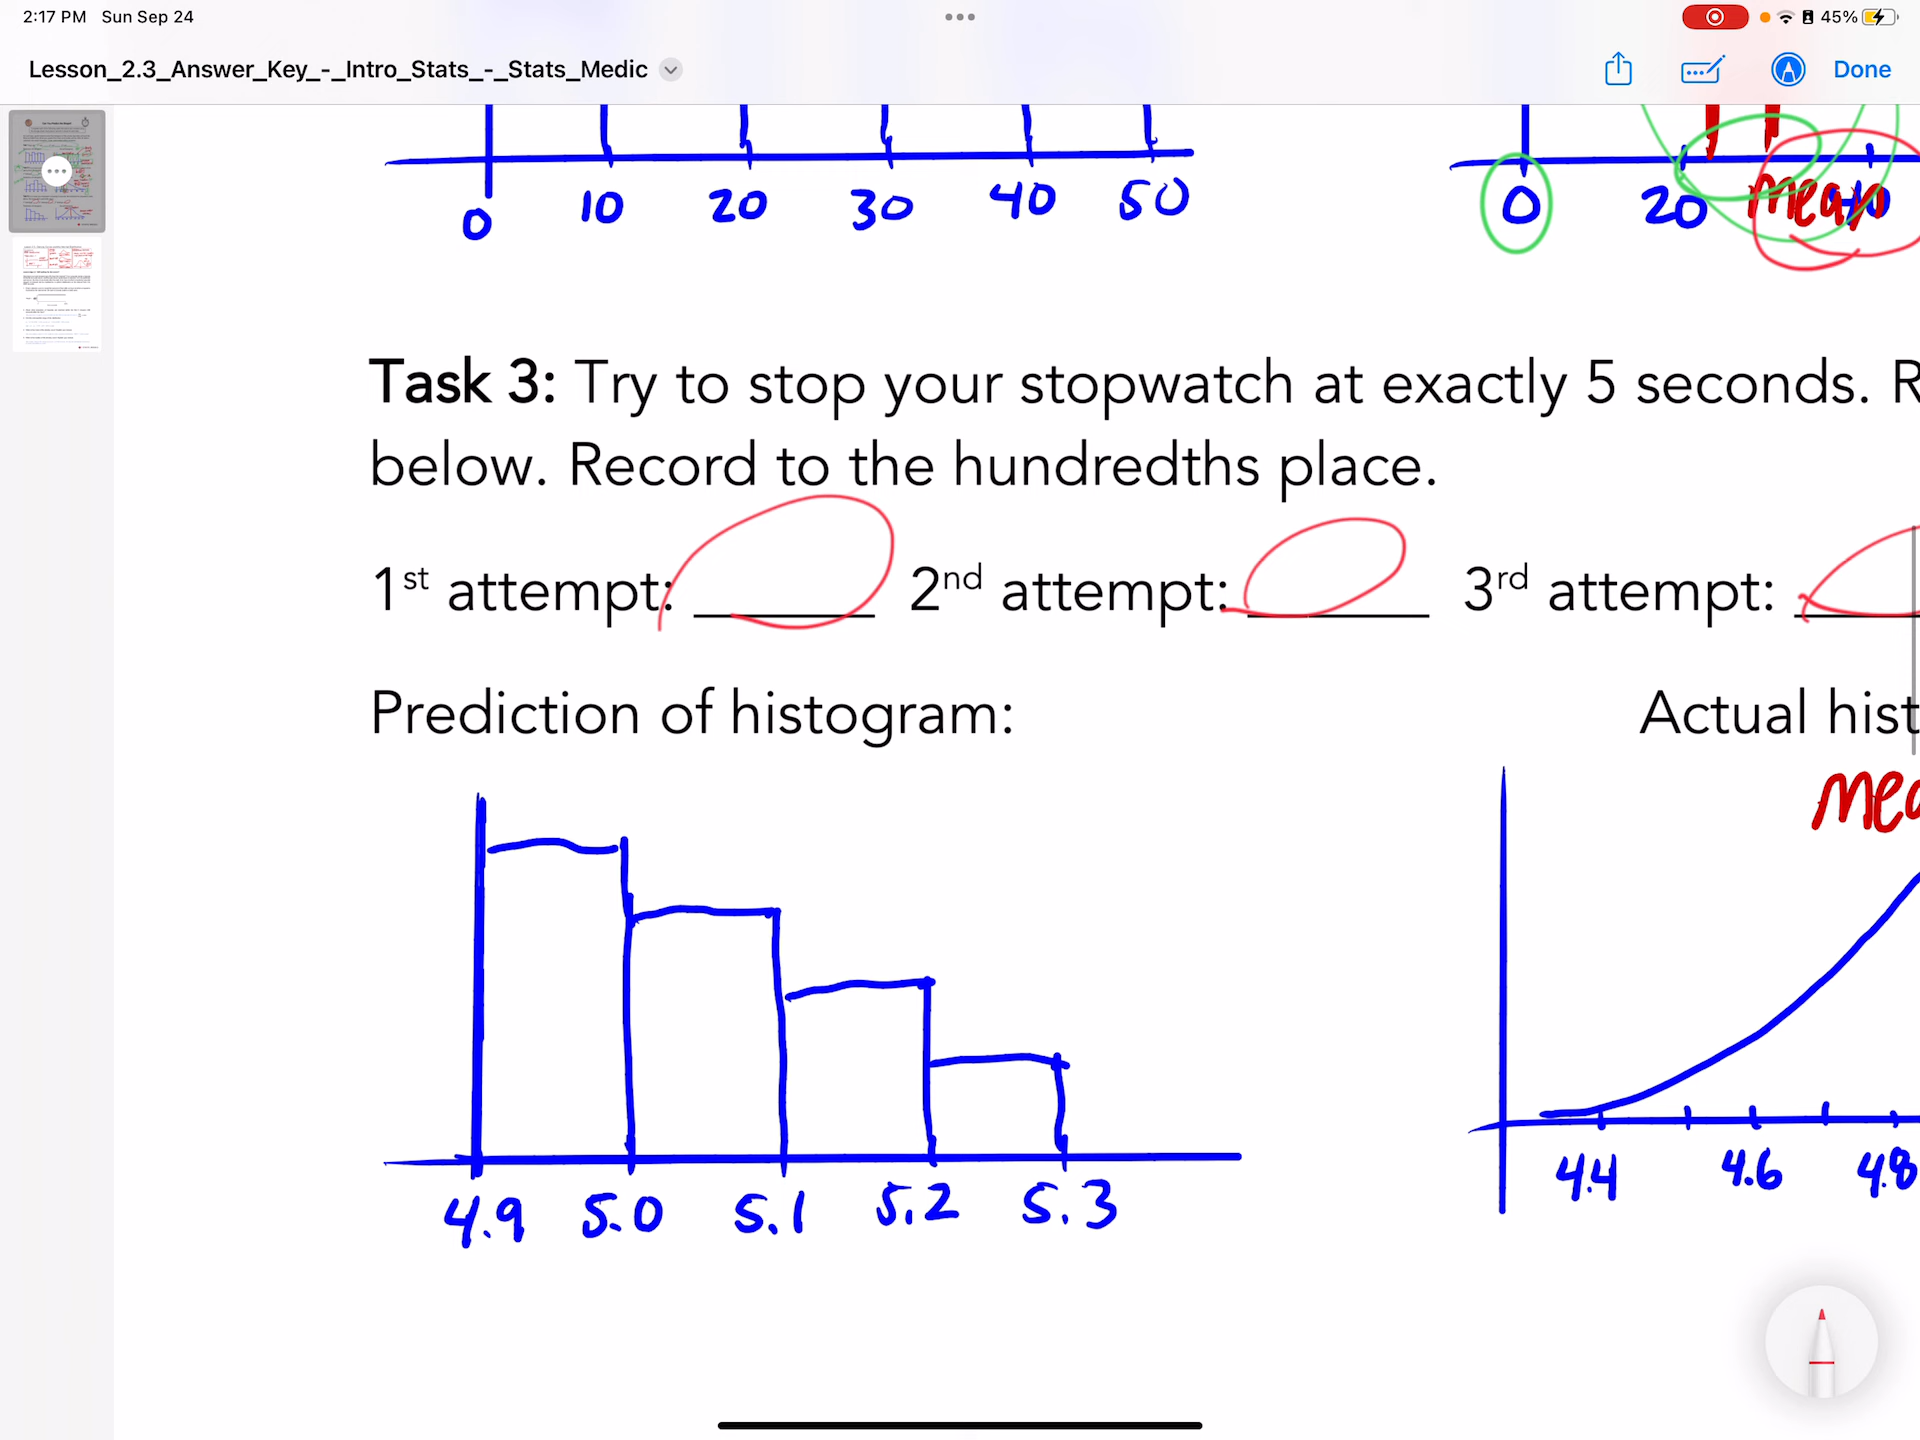 2:17 PM Sun Sep 24
45%
Lesson_2.3_Answer_Key_-_Intro_Stats_-_Stats_Medic
Done
0 10 20 30 40 50
0 20 mean 40
Task 3: Try to stop your stopwatch at exactly 5 seconds. R
below. Record to the hundredths place.
1st attempt: ______ 2nd attempt: ______ 3rd attempt:
Prediction of histogram:
Actual hist
mea
4.9 5.0 5.1 5.2 5.3
4.4 4.6 4.8